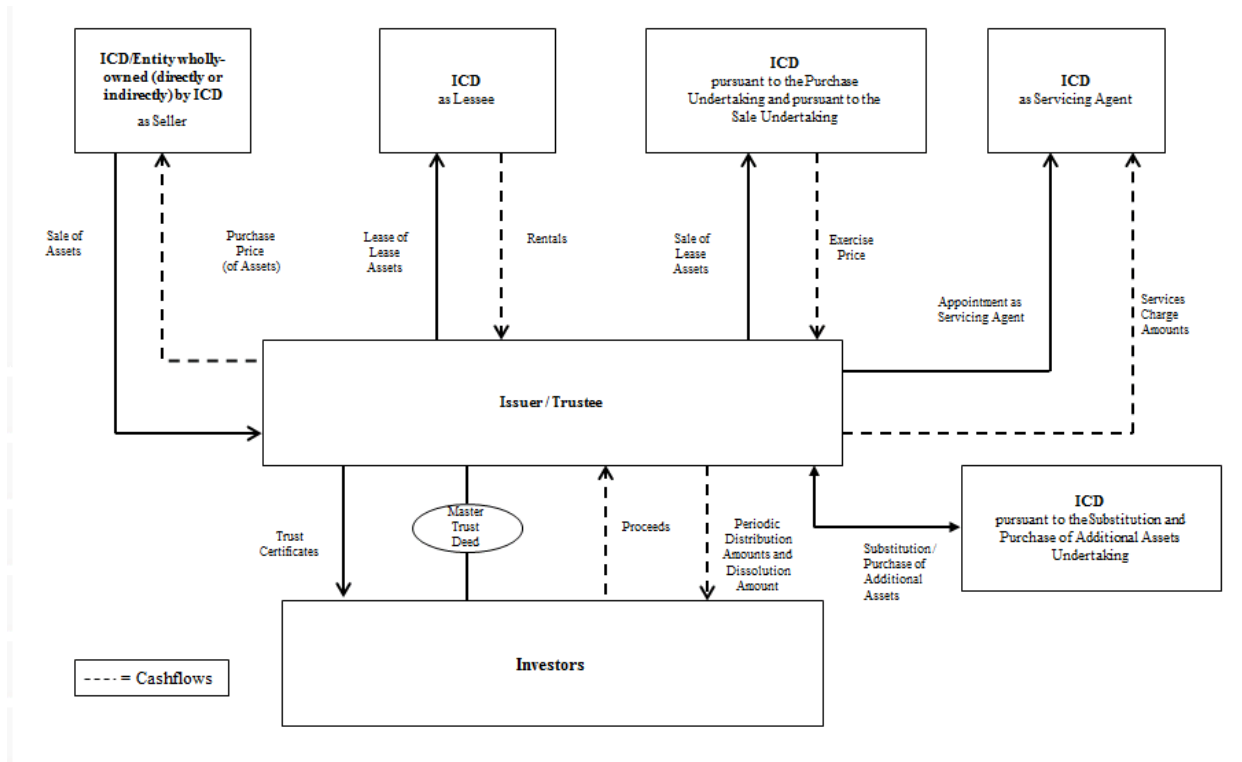 ICD/Entity wholly-
owned (directly or
indirectly) by ICD
as Seller
ICD
as Lessee
ICD
pursuant to the Purchase
Undertaking and pursuant to the
Sale Undertaking
ICD
as Servicing Agent
Sale of
Assets
Purchase
Price
(of Assets)
Lease of
Lease
Assets
Rentals
Sale of
Lease
Assets
Exercise
Price
Appointment as
Servicing Agent
Services
Charge
Amounts
Issuer / Trustee
Trust
Certificates
Master
Trust
Deed
Proceeds
Periodic
Distribution
Amounts and
Dissolution
Amount
Substitution/
Purchase of
Additional
Assets
ICD
pursuant to the Substitution and
Purchase of Additional Assets
Undertaking
Investors
---- = Cashflows